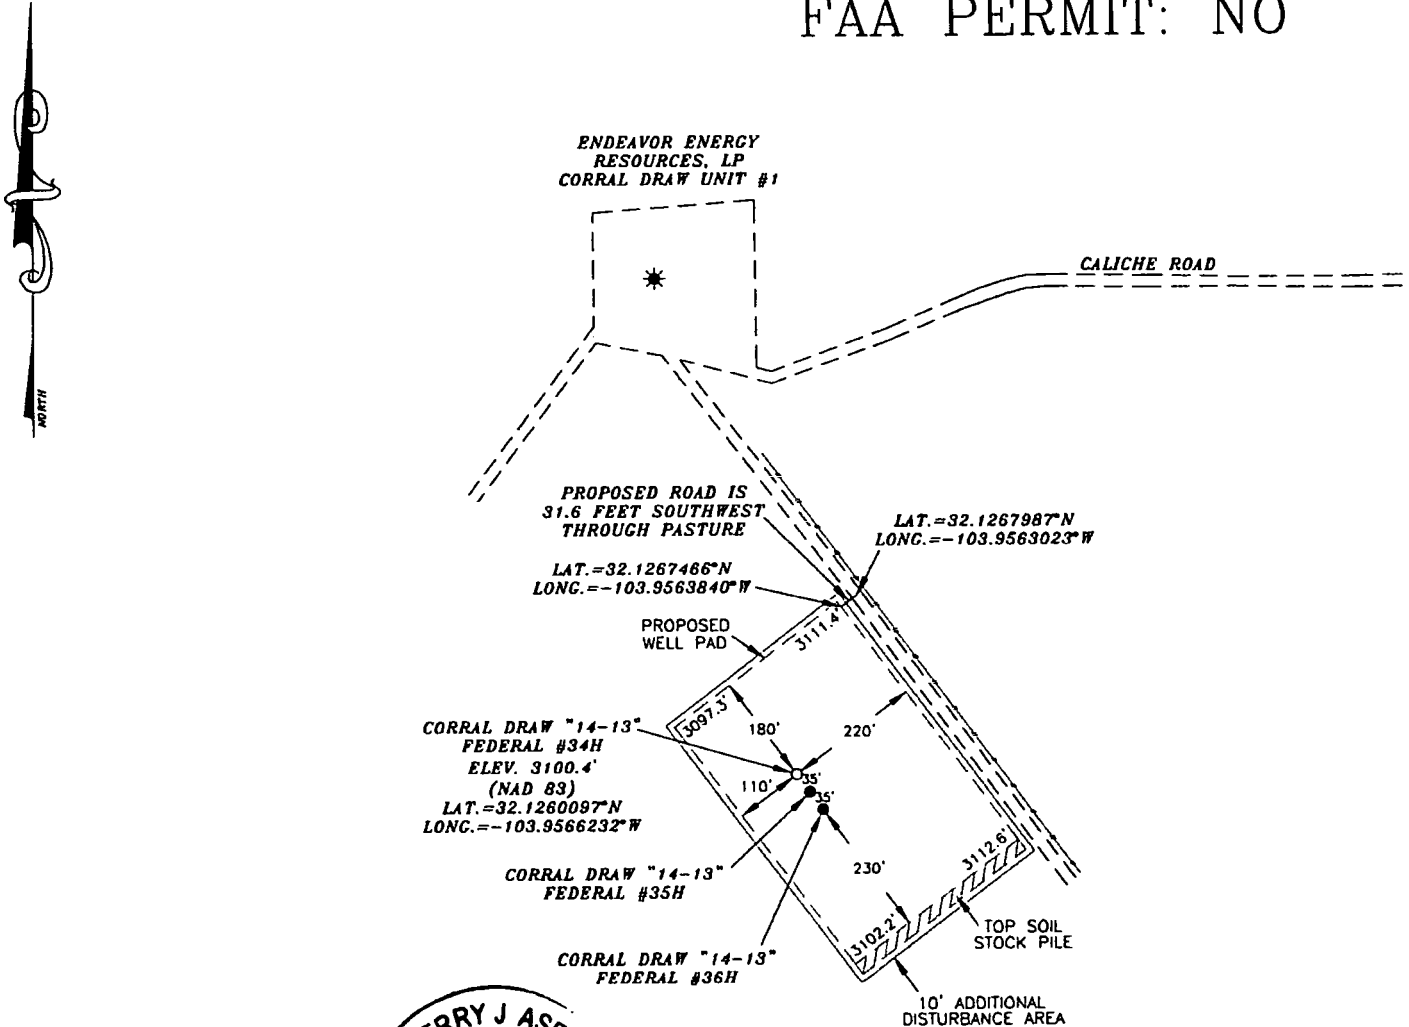 FAA PERMIT: NO
NORTH
ENDEAVOR ENERGY
RESOURCES, LP
CORRAL DRAW UNIT #1
CALICHE ROAD
PROPOSED ROAD IS
31.6 FEET SOUTHWEST
THROUGH PASTURE
LAT.=32.1267987°N
LONG.=-103.9563023°W
LAT.=32.1267466°N
LONG.=-103.9563840°W
PROPOSED
WELL PAD
3111.4'
3097.3'
180'
220'
CORRAL DRAW "14-13"
FEDERAL #34H
ELEV. 3100.4'
(NAD 83)
LAT.=32.1260097°N
LONG.=-103.9566232°W
35'
110'
35'
CORRAL DRAW "14-13"
FEDERAL #35H
230'
3112.6'
3102.2'
TOP SOIL
STOCK PILE
CORRAL DRAW "14-13"
FEDERAL #36H
10' ADDITIONAL
DISTURBANCE AREA